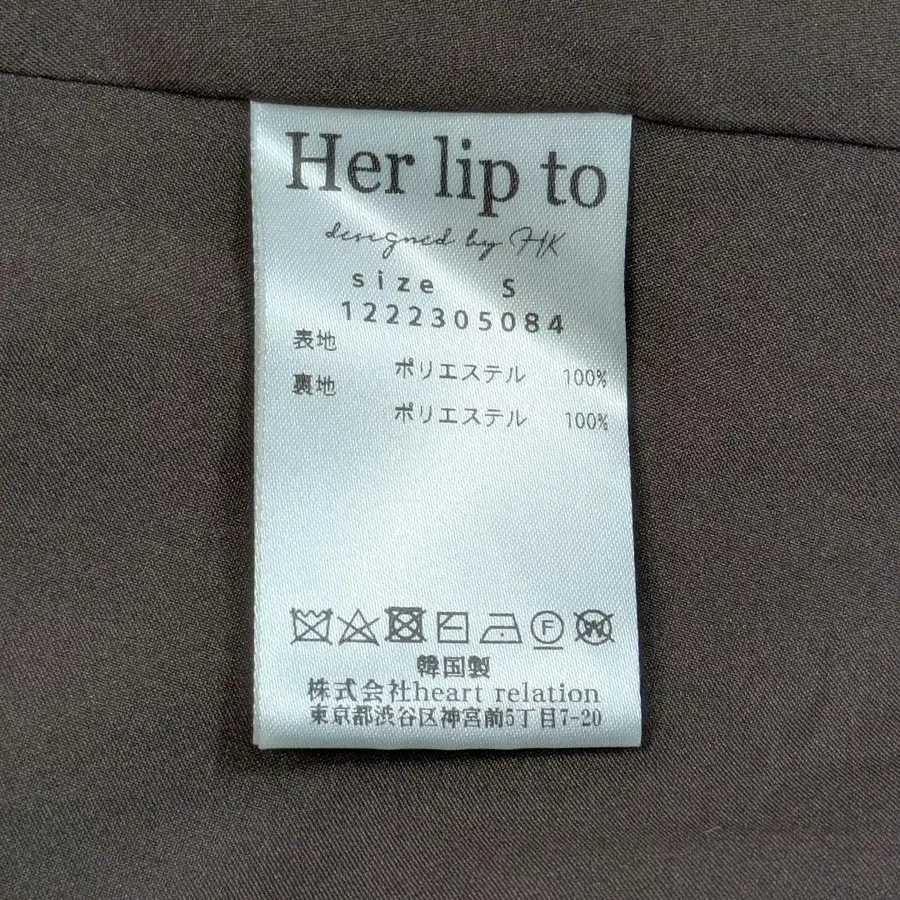 Her lip to
designed by HK
size S
1222305084
表地
ポリエステル 100%
裏地
ポリエステル 100%
F
W
韓国製
株式会社heart relation
東京都渋谷区神宮前5丁目7-20